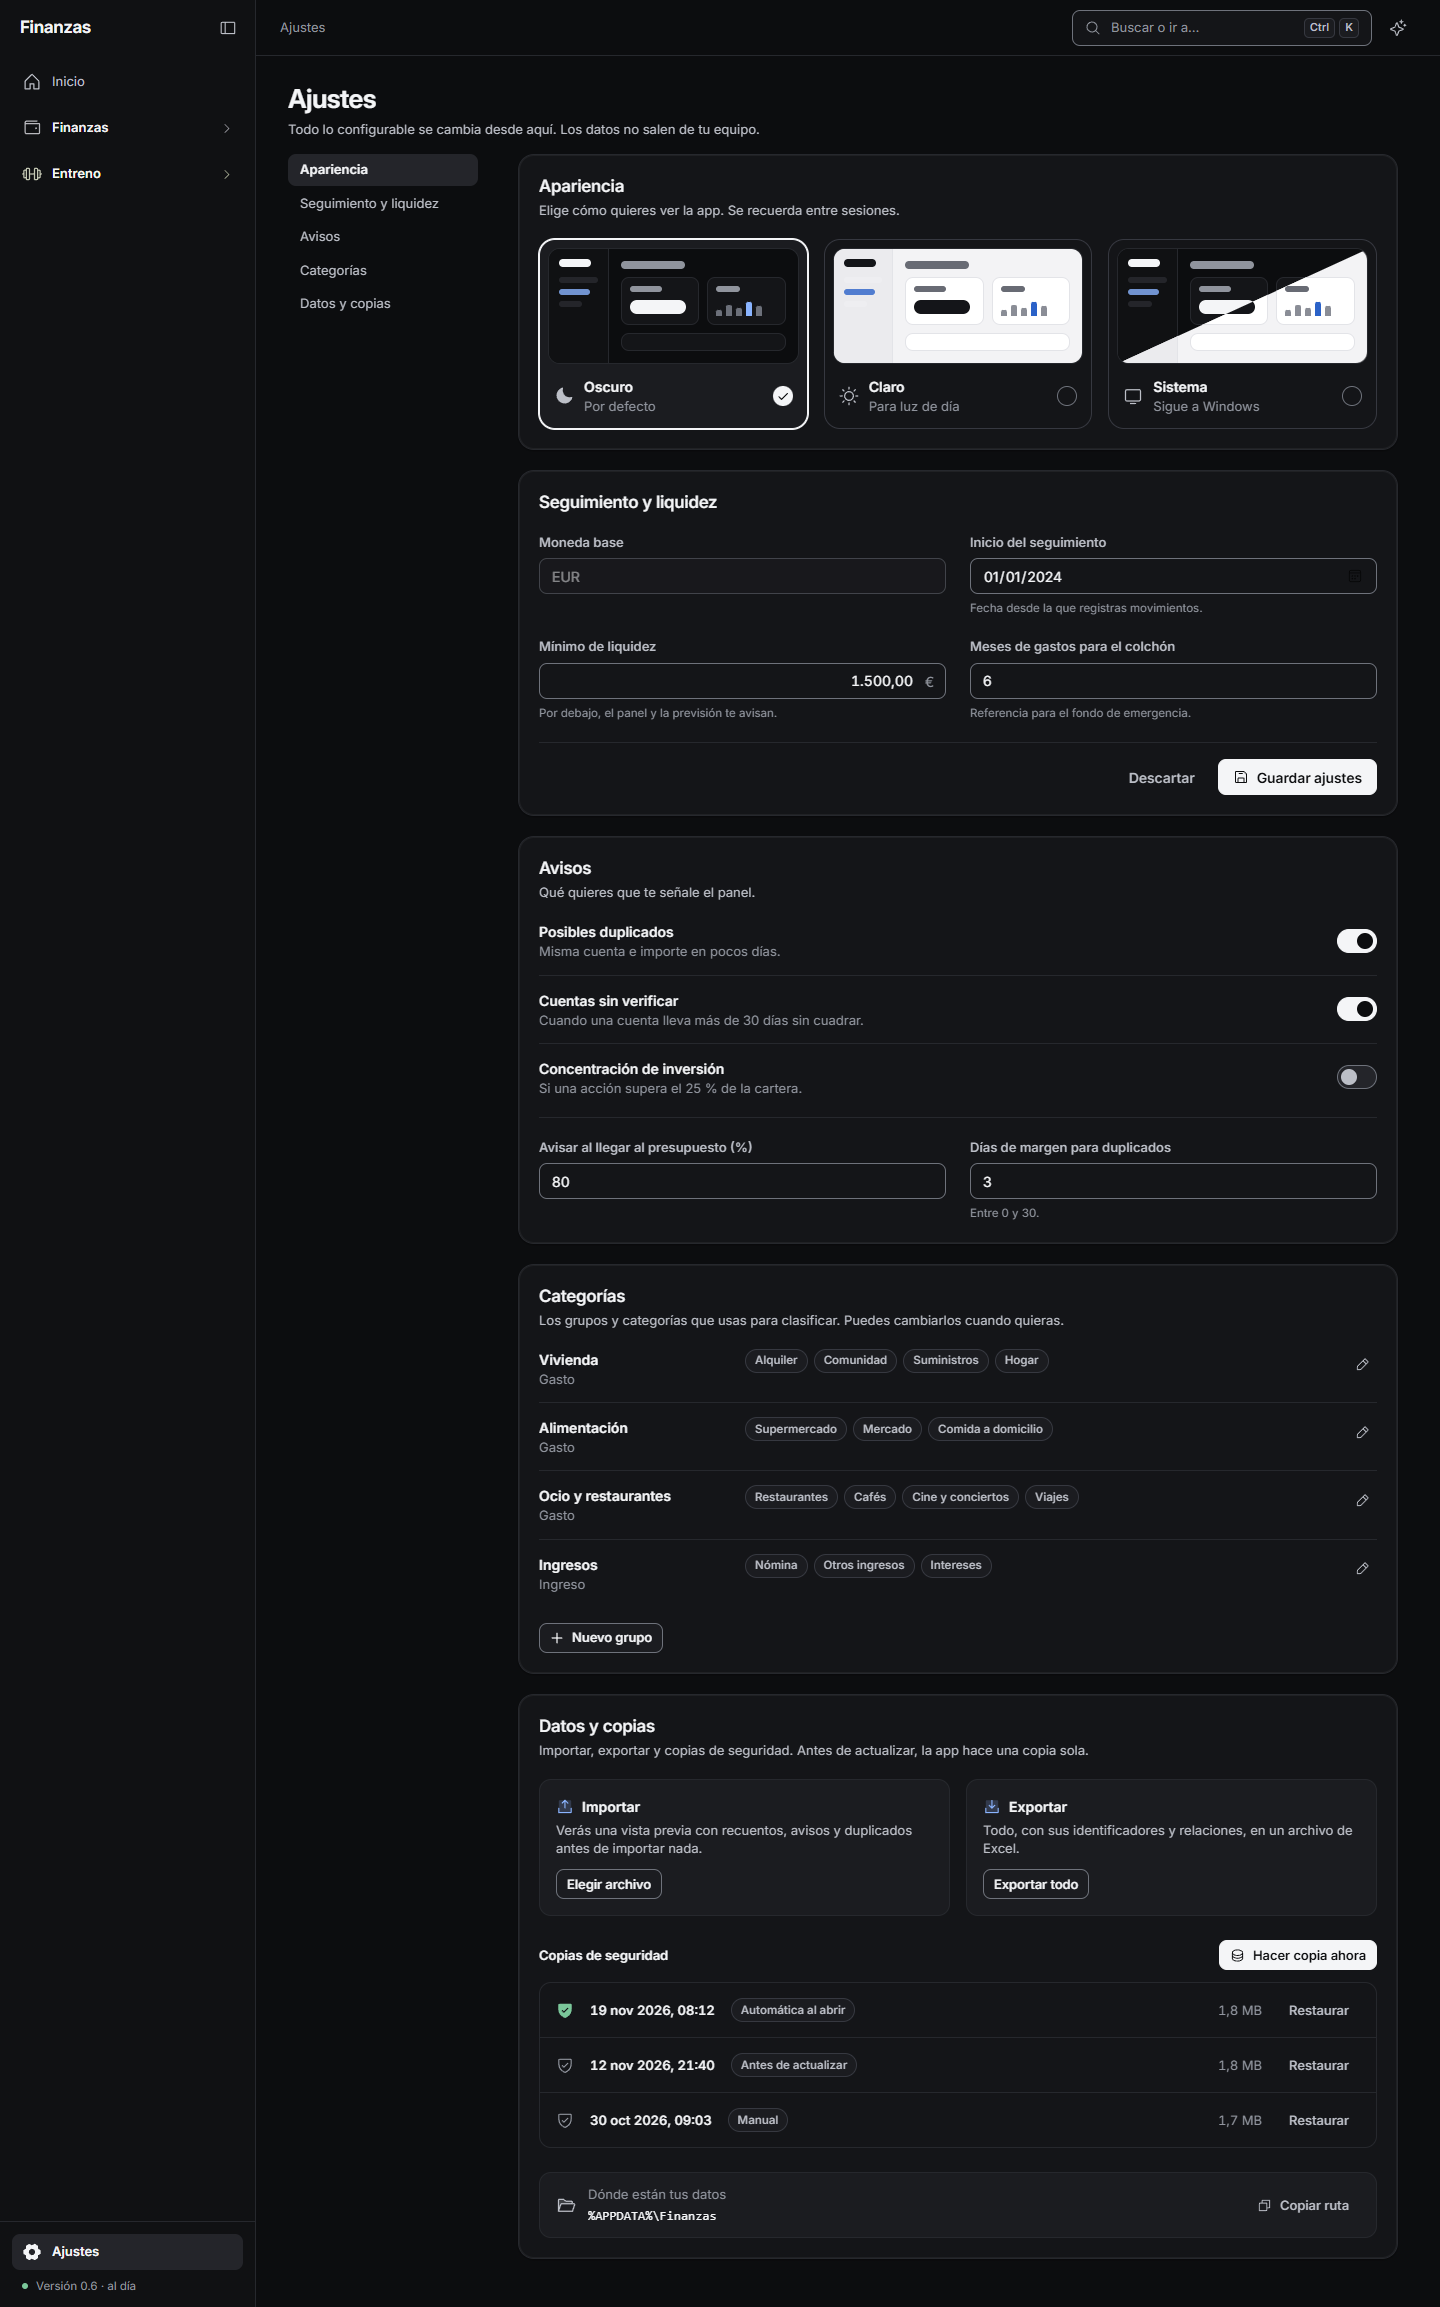 Finanzas
Inicio
Finanzas
Entreno
Ajustes
Versión 0.6 · al día
Ajustes
Buscar o ir a...
Ctrl K
Ajustes
Todo lo configurable se cambia desde aquí. Los datos no salen de tu equipo.
Apariencia
Seguimiento y liquidez
Avisos
Categorías
Datos y copias
Apariencia
Elige cómo quieres ver la app. Se recuerda entre sesiones.
Oscuro
Por defecto
Claro
Para luz de día
Sistema
Sigue a Windows
Seguimiento y liquidez
Moneda base
EUR
Inicio del seguimiento
01/01/2024
Fecha desde la que registras movimientos.
Mínimo de liquidez
1.500,00 €
Por debajo, el panel y la previsión te avisan.
Meses de gastos para el colchón
6
Referencia para el fondo de emergencia.
Descartar
Guardar ajustes
Avisos
Qué quieres que te señale el panel.
Posibles duplicados
Misma cuenta e importe en pocos días.
Cuentas sin verificar
Cuando una cuenta lleva más de 30 días sin cuadrar.
Concentración de inversión
Si una acción supera el 25 % de la cartera.
Avisar al llegar al presupuesto (%)
80
Días de margen para duplicados
3
Entre 0 y 30.
Categorías
Los grupos y categorías que usas para clasificar. Puedes cambiarlos cuando quieras.
Vivienda
Gasto
Alquiler Comunidad Suministros Hogar
Alimentación
Gasto
Supermercado Mercado Comida a domicilio
Ocio y restaurantes
Gasto
Restaurantes Cafés Cine y conciertos Viajes
Ingresos
Ingreso
Nómina Otros ingresos Intereses
Nuevo grupo
Datos y copias
Importar, exportar y copias de seguridad. Antes de actualizar, la app hace una copia sola.
Importar
Verás una vista previa con recuentos, avisos y duplicados
antes de importar nada.
Elegir archivo
Exportar
Todo, con sus identificadores y relaciones, en un archivo de
Excel.
Exportar todo
Copias de seguridad
Hacer copia ahora
19 nov 2026, 08:12 Automática al abrir 1,8 MB Restaurar
12 nov 2026, 21:40 Antes de actualizar 1,8 MB Restaurar
30 oct 2026, 09:03 Manual 1,7 MB Restaurar
Dónde están tus datos
%APPDATA%\Finanzas
Copiar ruta